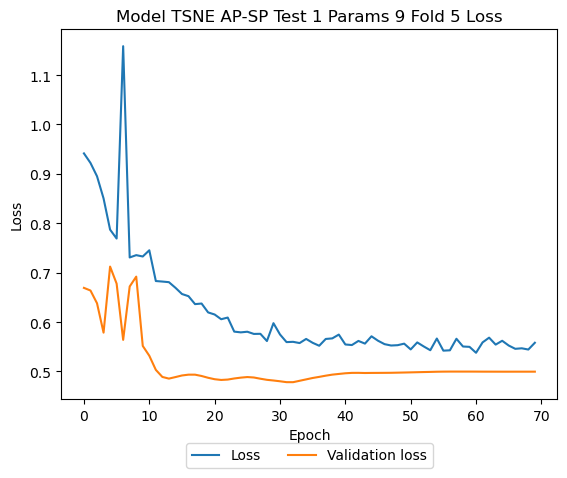 Model TSNE AP-SP Test 1 Params 9 Fold 5 Loss
1.1
1.0
0.9
0.8
0.7
0.6
0.5
Loss
0 10 20 30 40 50 60 70
Epoch
Loss Validation loss